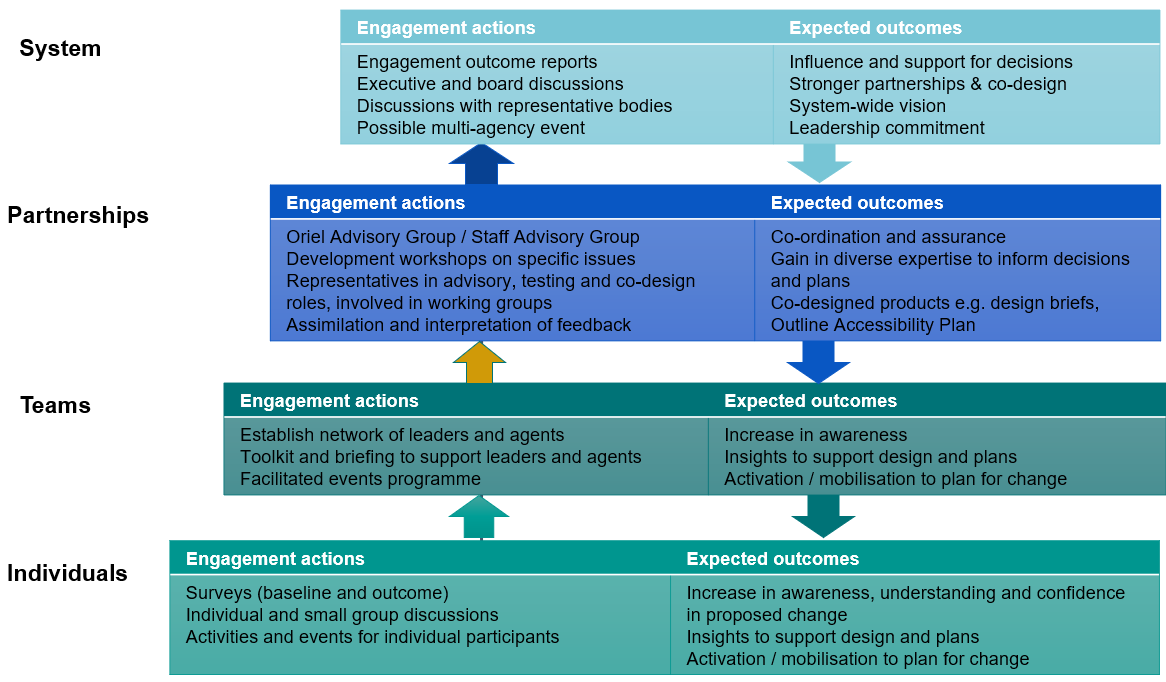 System
Engagement actions
Expected outcomes
Engagement outcome reports
Executive and board discussions
Discussions with representative bodies
Possible multi-agency event
Influence and support for decisions
Stronger partnerships & co-design
System-wide vision
Leadership commitment
Partnerships
Engagement actions
Expected outcomes
Oriel Advisory Group / Staff Advisory Group
Development workshops on specific issues
Representatives in advisory, testing and co-design
roles, involved in working groups
Assimilation and interpretation of feedback
Co-ordination and assurance
Gain in diverse expertise to inform decisions
and plans
Co-designed products e.g. design briefs,
Outline Accessibility Plan
Teams
Engagement actions
Expected outcomes
Establish network of leaders and agents
Toolkit and briefing to support leaders and agents
Facilitated events programme
Increase in awareness
Insights to support design and plans
Activation / mobilisation to plan for change
Individuals
Engagement actions
Expected outcomes
Surveys (baseline and outcome)
Individual and small group discussions
Activities and events for individual participants
Increase in awareness, understanding and confidence
in proposed change
Insights to support design and plans
Activation / mobilisation to plan for change